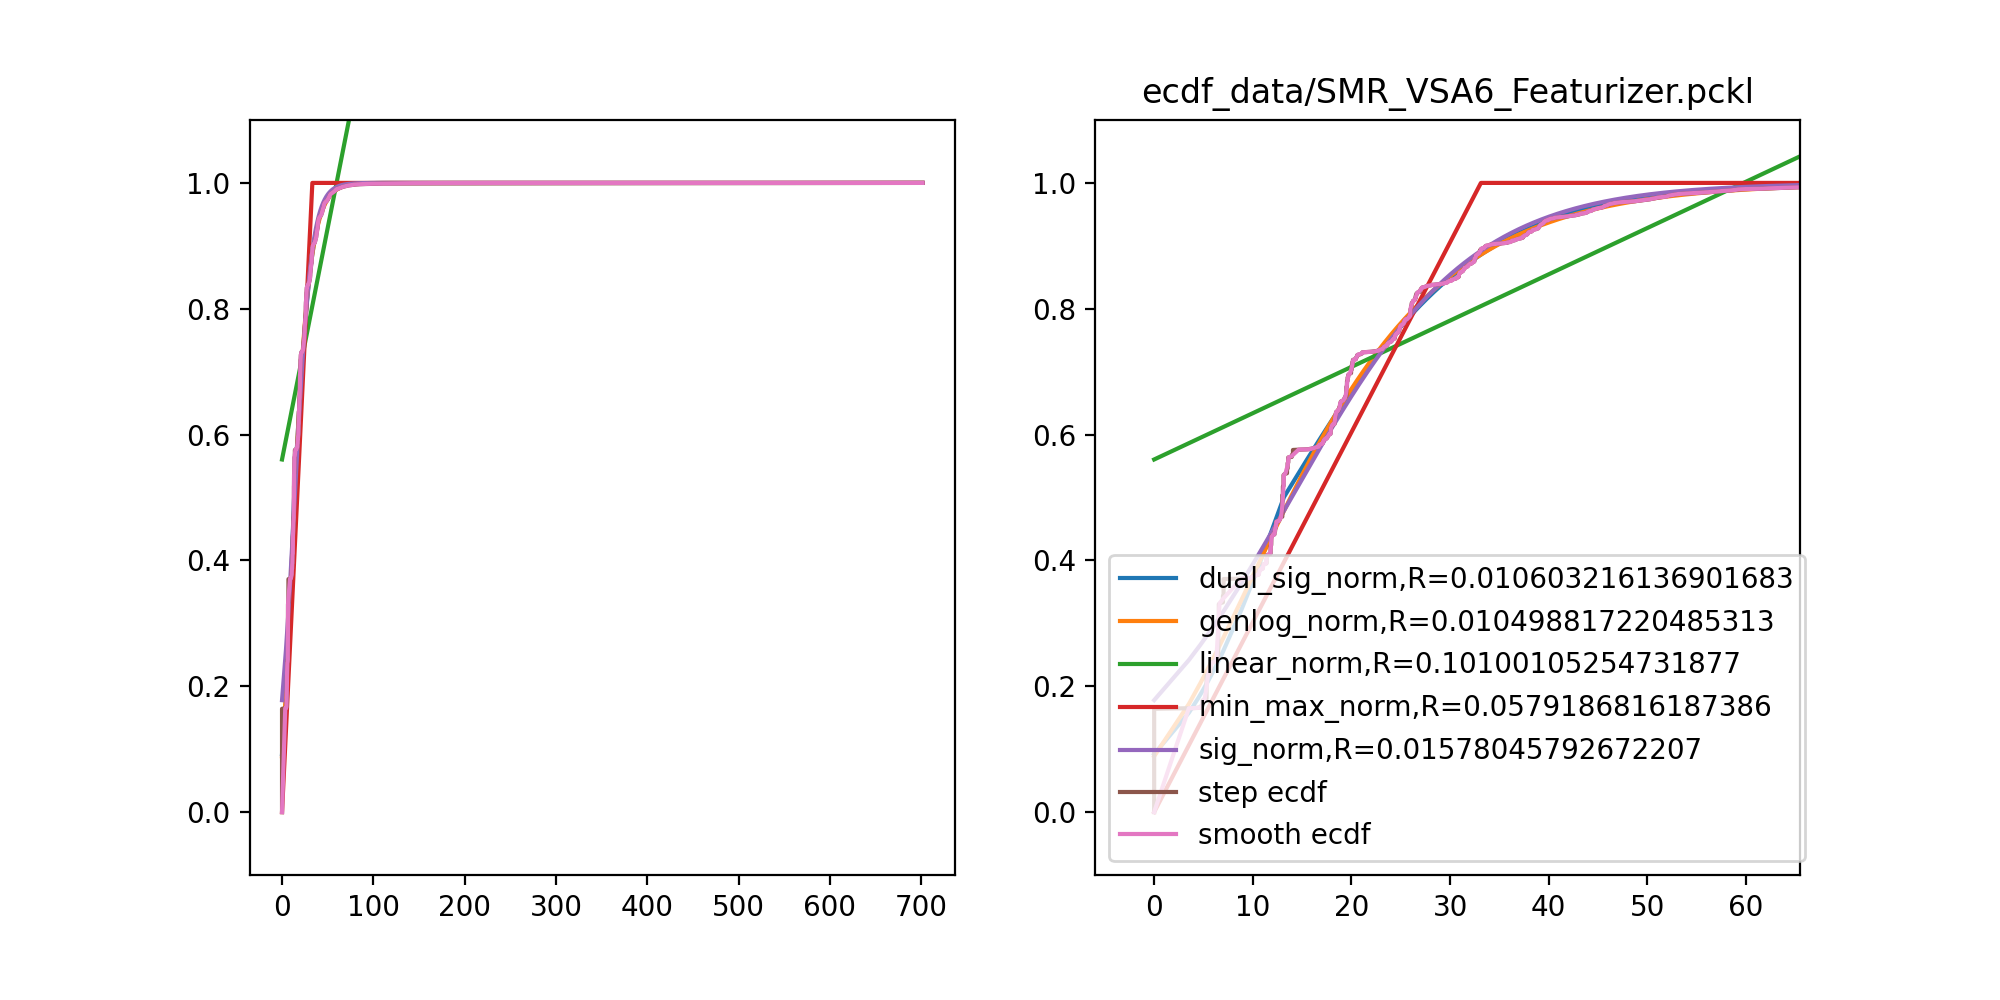 ecdf_data/SMR_VSA6_Featurizer.pckl
1.0
0.8
0.6
0.4
0.2
0.0
0 100 200 300 400 500 600 700
1.0
0.8
0.6
0.4
0.2
0.0
dual_sig_norm,R=0.010603216136901683
genlog_norm,R=0.010498817220485313
linear_norm,R=0.10100105254731877
min_max_norm,R=0.0579186816187386
sig_norm,R=0.01578045792672207
step ecdf
smooth ecdf
0 10 20 30 40 50 60